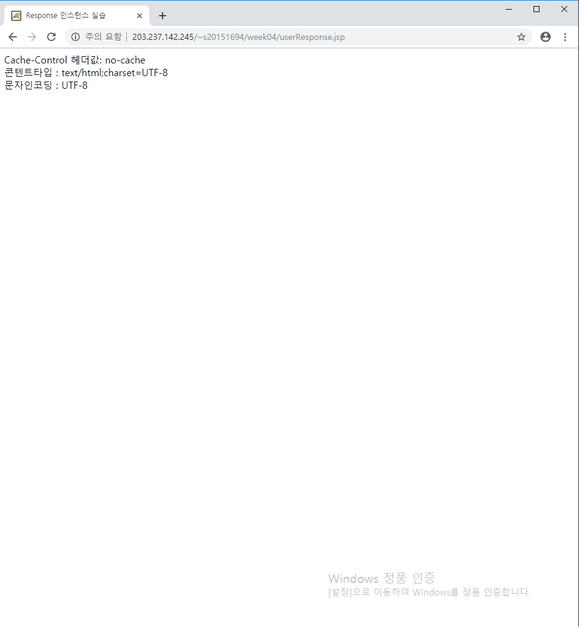 Response 인스턴스 실습
주의 요함 | 203.237.142.245/~s20151694/week04/userResponse.jsp
Cache-Control 헤더값: no-cache
콘텐트타입 : text/html;charset=UTF-8
문자인코딩 : UTF-8
Windows 정품 인증
[설정]으로 이동하여 Windows를 정품 인증합니다.